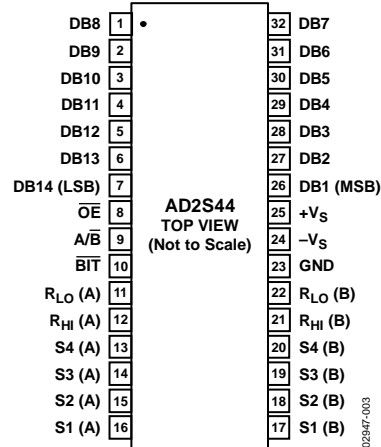 DB8 1 32 DB7
DB9 2 31 DB6
DB10 3 30 DB5
DB11 4 29 DB4
DB12 5 28 DB3
DB13 6 27 DB2
DB14 (LSB) 7 26 DB1 (MSB)
O̅E̅ 8 25 +VS
A/B̅ 9 24 –VS
B̅I̅T̅ 10 23 GND
RLO (A) 11 22 RLO (B)
RHI (A) 12 21 RHI (B)
S4 (A) 13 20 S4 (B)
S3 (A) 14 19 S3 (B)
S2 (A) 15 18 S2 (B)
S1 (A) 16 17 S1 (B)
AD2S44
TOP VIEW
(Not to Scale)
02947-003